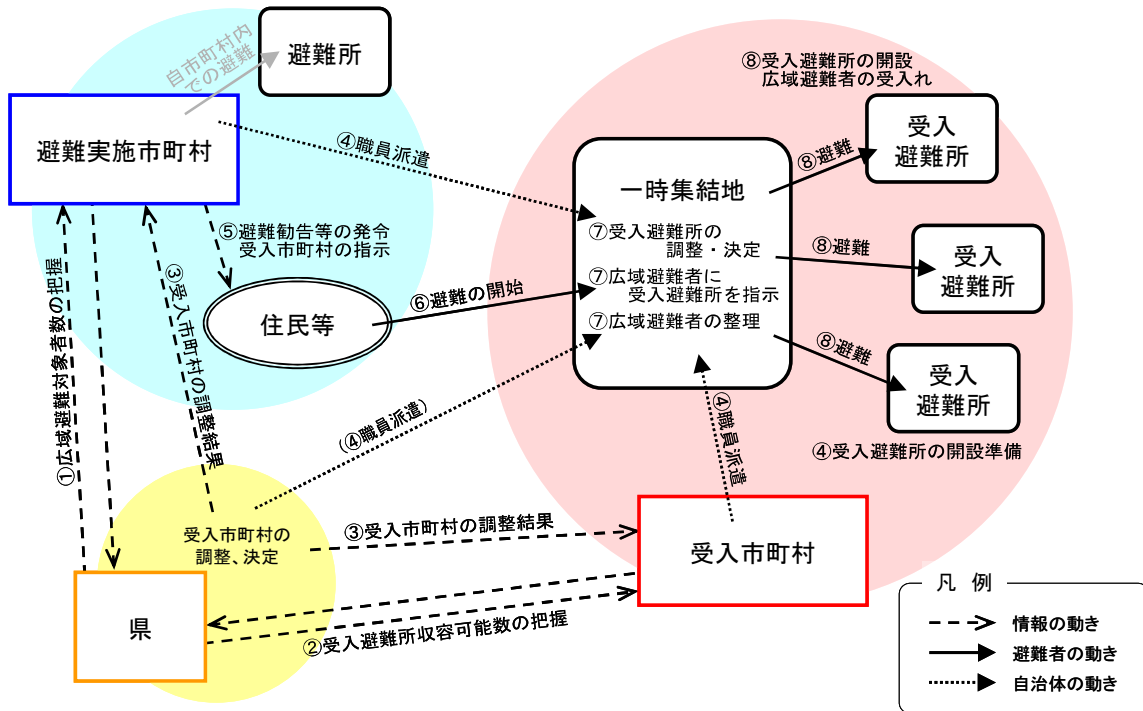 自市町村内
での避難
避難所
避難実施市町村
④職員派遣
⑤避難勧告等の発令
受入市町村の指示
住民等
⑥避難の開始
①広域避難対象者数の把握
③受入市町村の調整結果
(④職員派遣)
受入市町村の
調整、決定
県
③受入市町村の調整結果
②受入避難所収容可能数の把握
⑧受入避難所の開設
広域避難者の受入れ
一時集結地
⑦受入避難所の
調整・決定
⑦広域避難者に
受入避難所を指示
⑦広域避難者の整理
⑧避難
受入
避難所
⑧避難
受入
避難所
⑧避難
受入
避難所
④受入避難所の開設準備
④職員派遣
受入市町村
凡 例
情報の動き
避難者の動き
自治体の動き